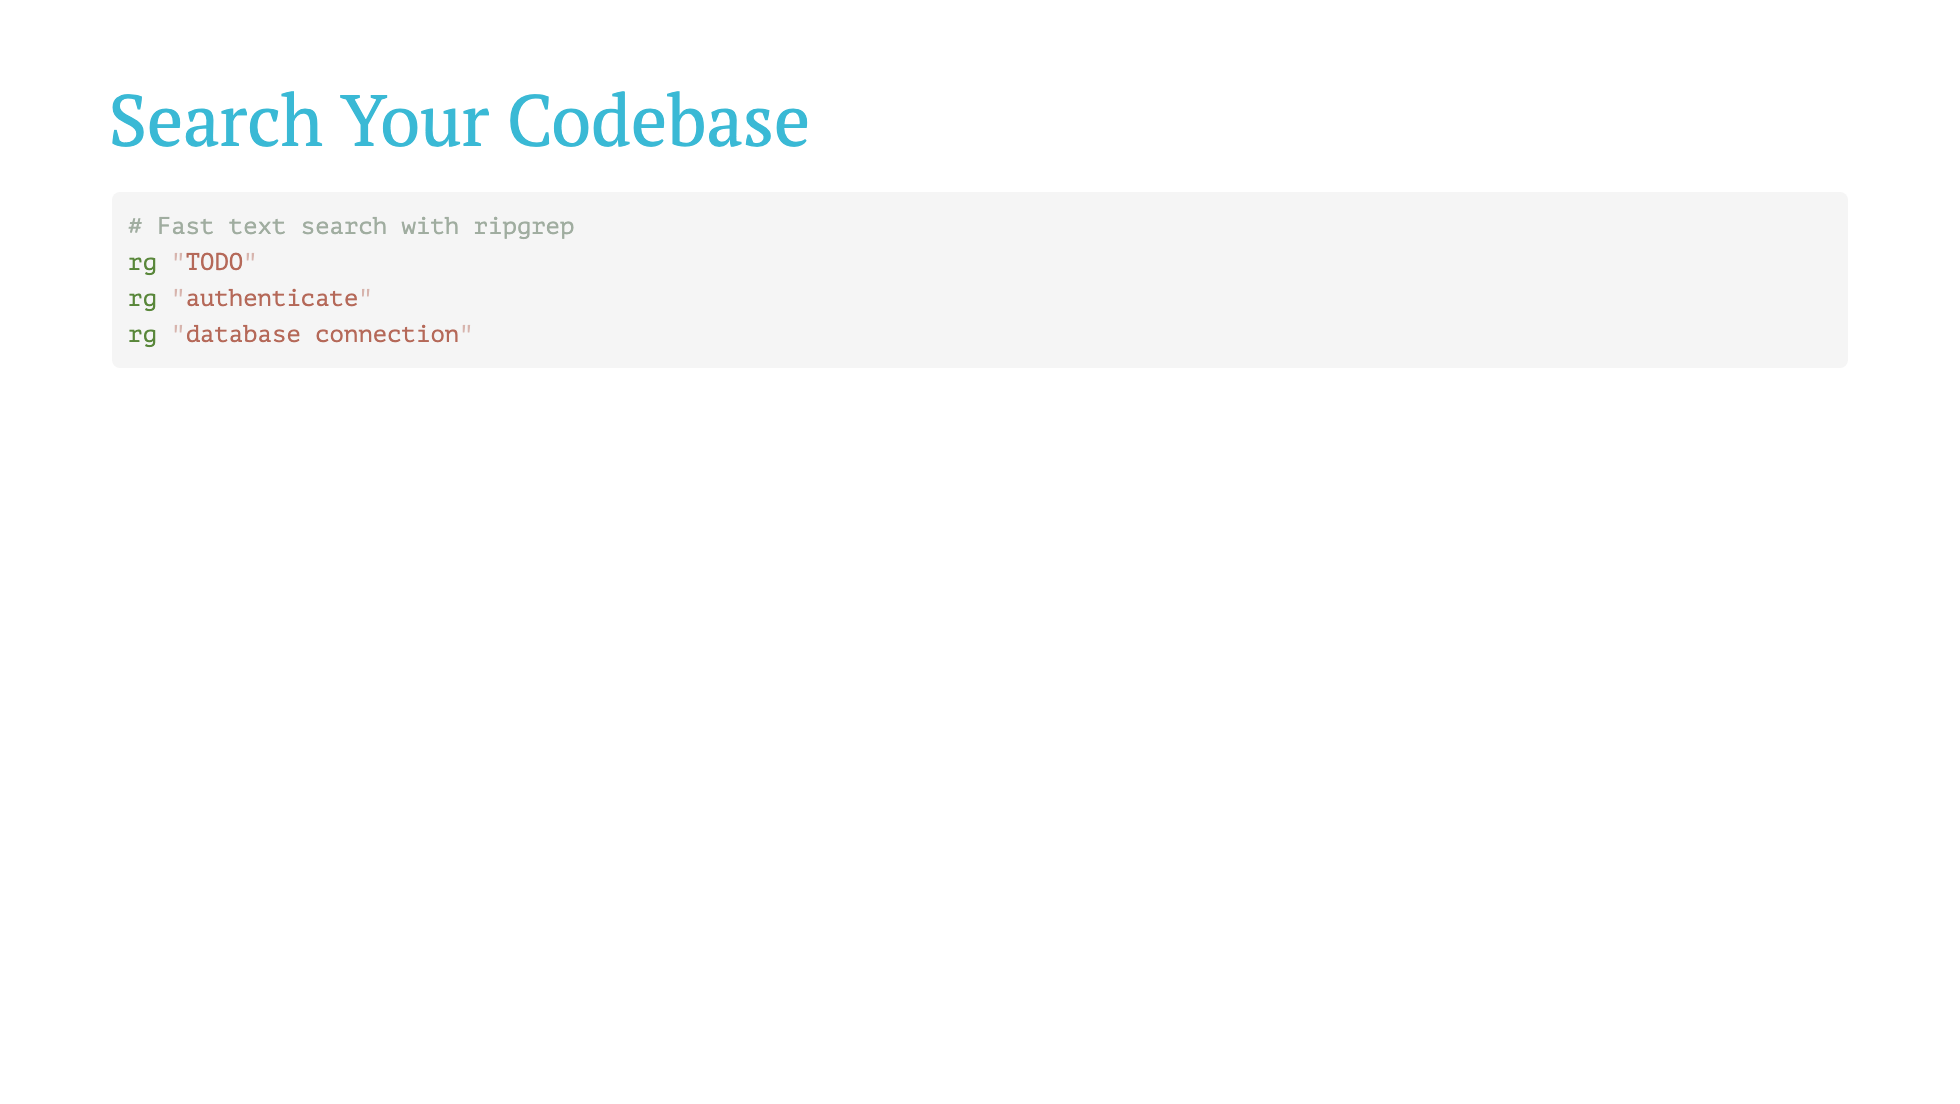 Search Your Codebase
# Fast text search with ripgrep
rg "TODO"
rg "authenticate"
rg "database connection"